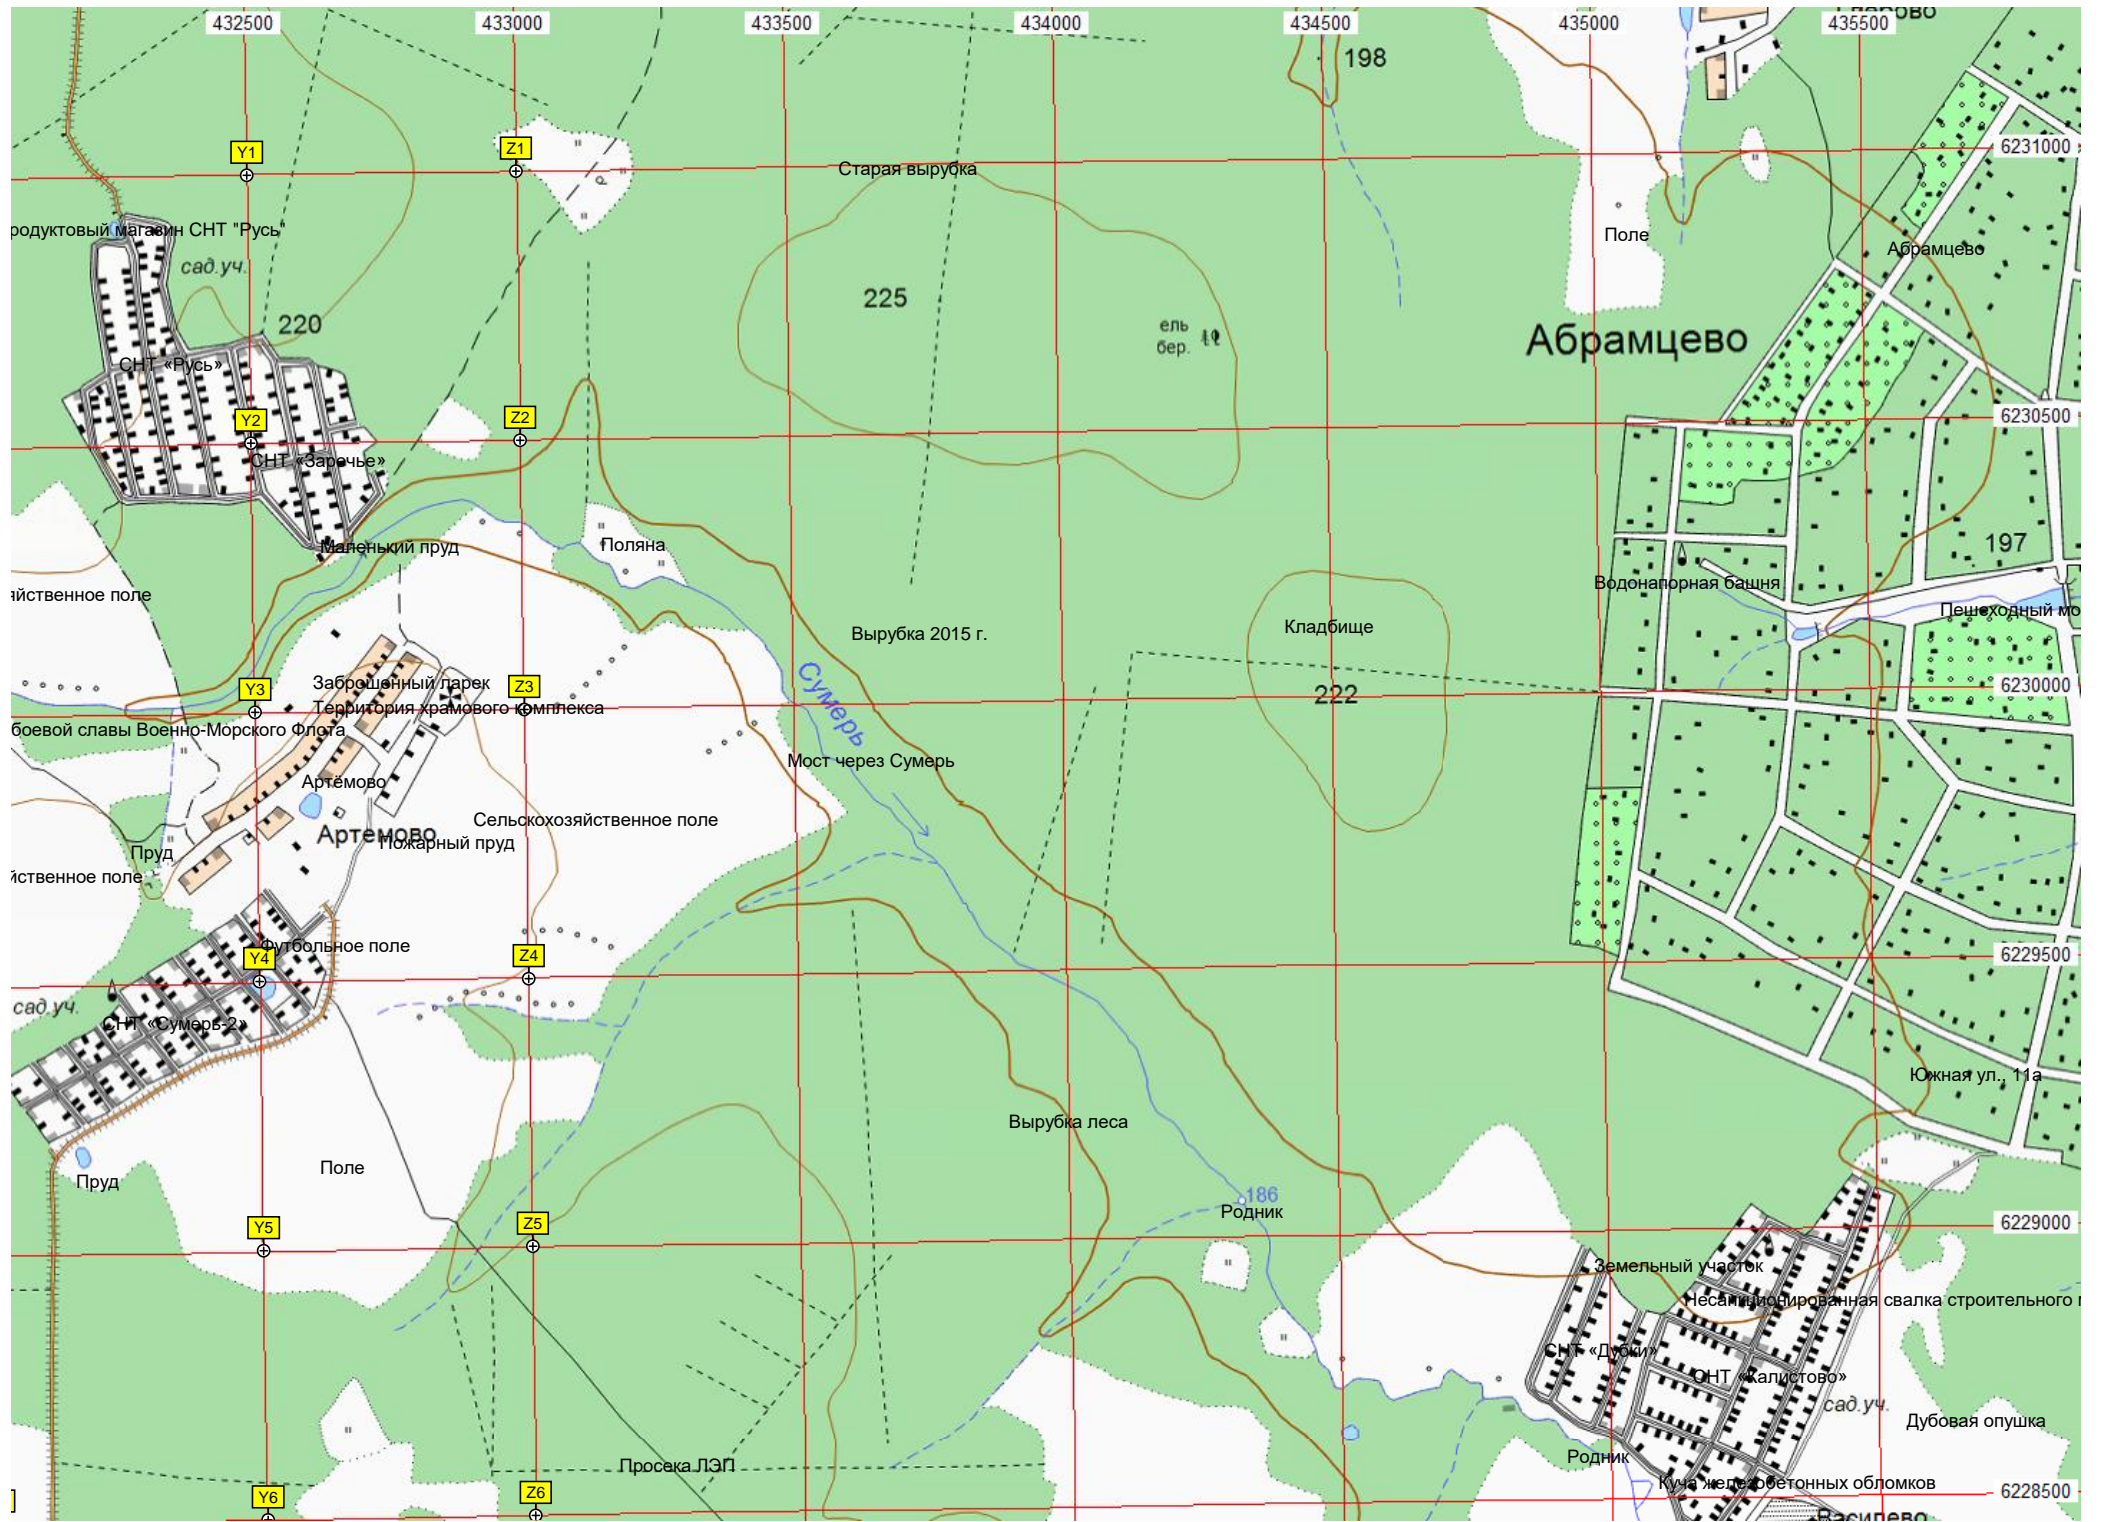 432500
433000
433500
434000
434500
435000
435500
198
Y1
Z1
6231000
Старая вырубка
родуктовый магазин СНТ "Русь"
Поле
Абрамцево
сад.уч.
225
220
ель
бер.
Абрамцево
СНТ «Русь»
Y2
Z2
6230500
СНТ «Заречье»
Маленький пруд
Поляна
197
Водонапорная башня
яйственное поле
Пешеходный мо
Вырубка 2015 г.
Кладбище
Заброшенный ларек
Y3
Z3
222
6230000
Территория храмового комплекса
Сумерь
боевой славы Военно-Морского Флота
Мост через Сумерь
Артёмово
Сельскохозяйственное поле
Артемово
Пожарный пруд
Пруд
йственное поле
Футбольное поле
Y4
Z4
6229500
сад.уч.
СНТ «Сумерь-2»
Южная ул., 11а
Вырубка леса
Поле
Пруд
186
Родник
Y5
Z5
6229000
Земельный участок
Несанкционированная свалка строительного
СНТ «Дубки»
СНТ «Калистово»
сад.уч.
Дубовая опушка
Родник
Просека ЛЭП
Куча железобетонных обломков
Y6
Z6
6228500
Василево